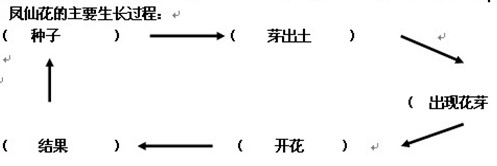 凤仙花的主要生长过程：
（ 种子 ）（ 芽出土 ）
（ 出现花芽
（ 结果 ）（ 开花 ）